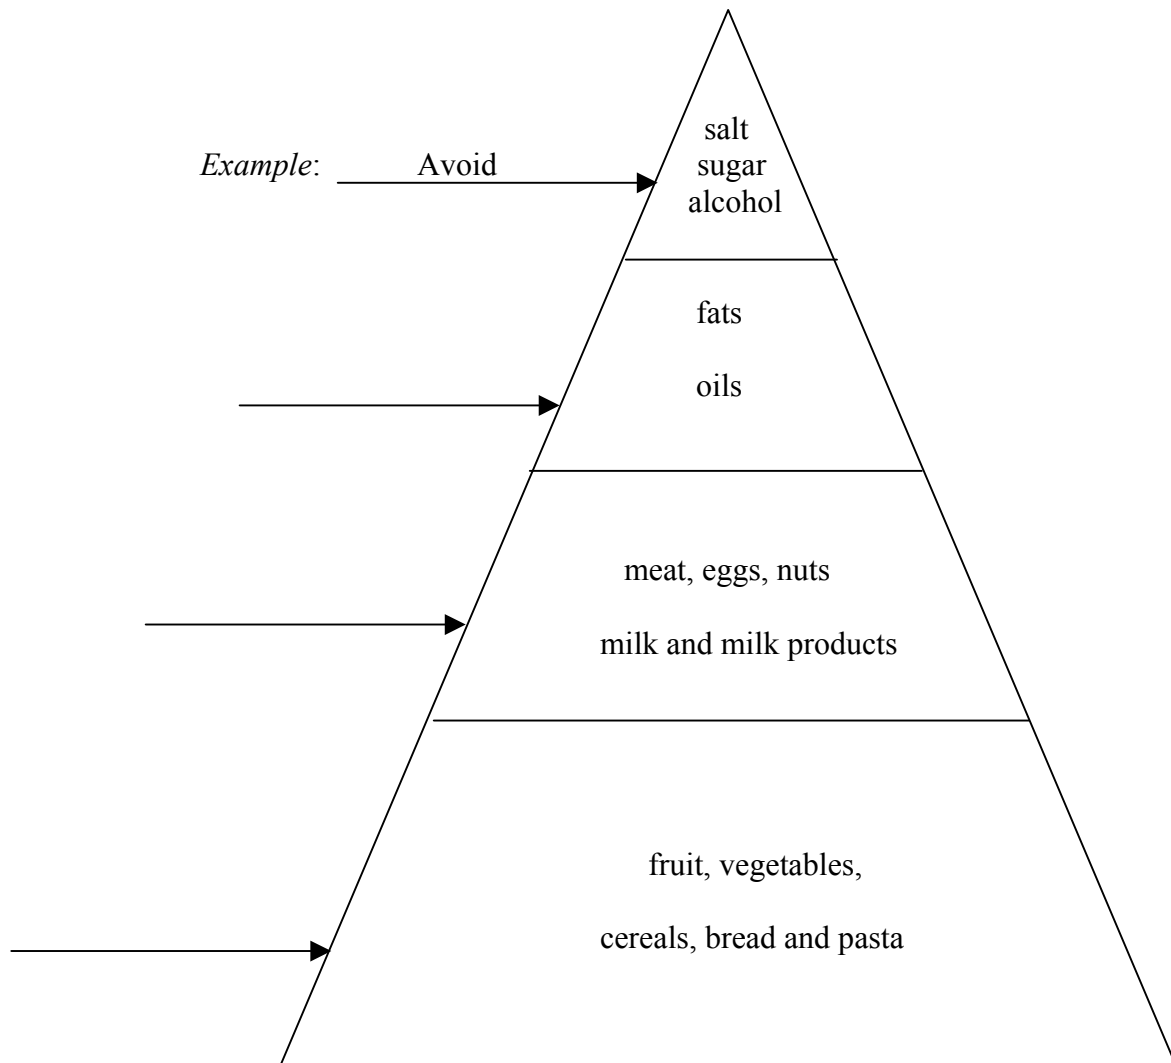 salt
Example: Avoid sugar
alcohol
fats
oils
meat, eggs, nuts
milk and milk products
fruit, vegetables,
cereals, bread and pasta